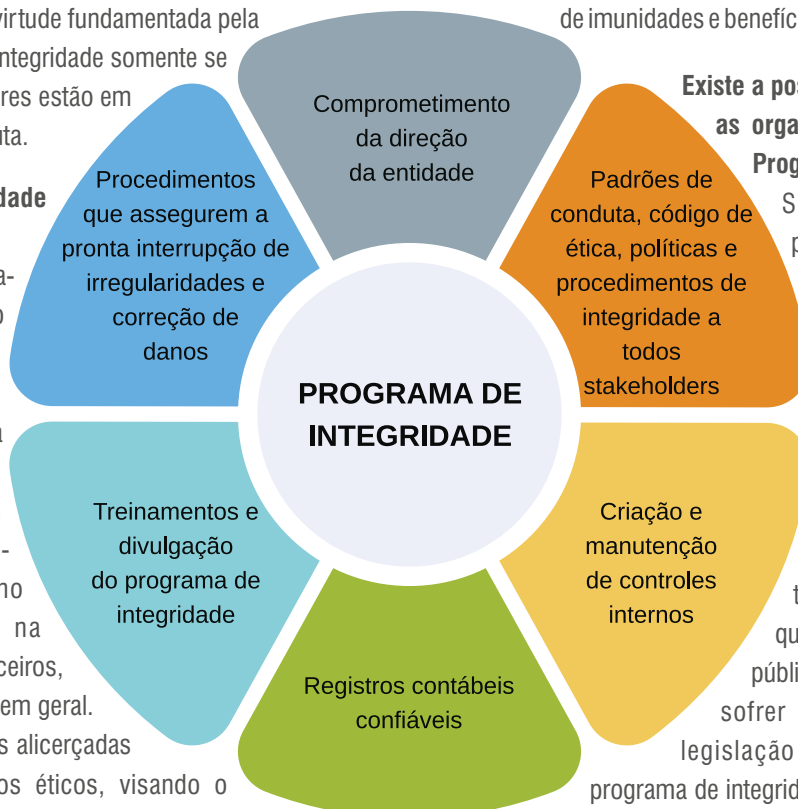 virtude fundamentada pela
ntegridade somente se
res estão em
uta.
dade
a-
o
a
-
no
na
ceiros,
em geral.
s alicerçadas
os éticos, visando o
de imunidades e benefíc
Existe a pos
as orga
Prog
S
p
t
qu
públi
sofrer
legislação
programa de integrid
Comprometimento
da direção
da entidade
Padrões de
conduta, código de
ética, políticas e
procedimentos de
integridade a
todos
stakeholders
Criação e
manutenção
de controles
internos
Registros contábeis
confiáveis
Treinamentos e
divulgação
do programa de
integridade
Procedimentos
que assegurem a
pronta interrupção de
irregularidades e
correção de
danos
PROGRAMA DE
INTEGRIDADE